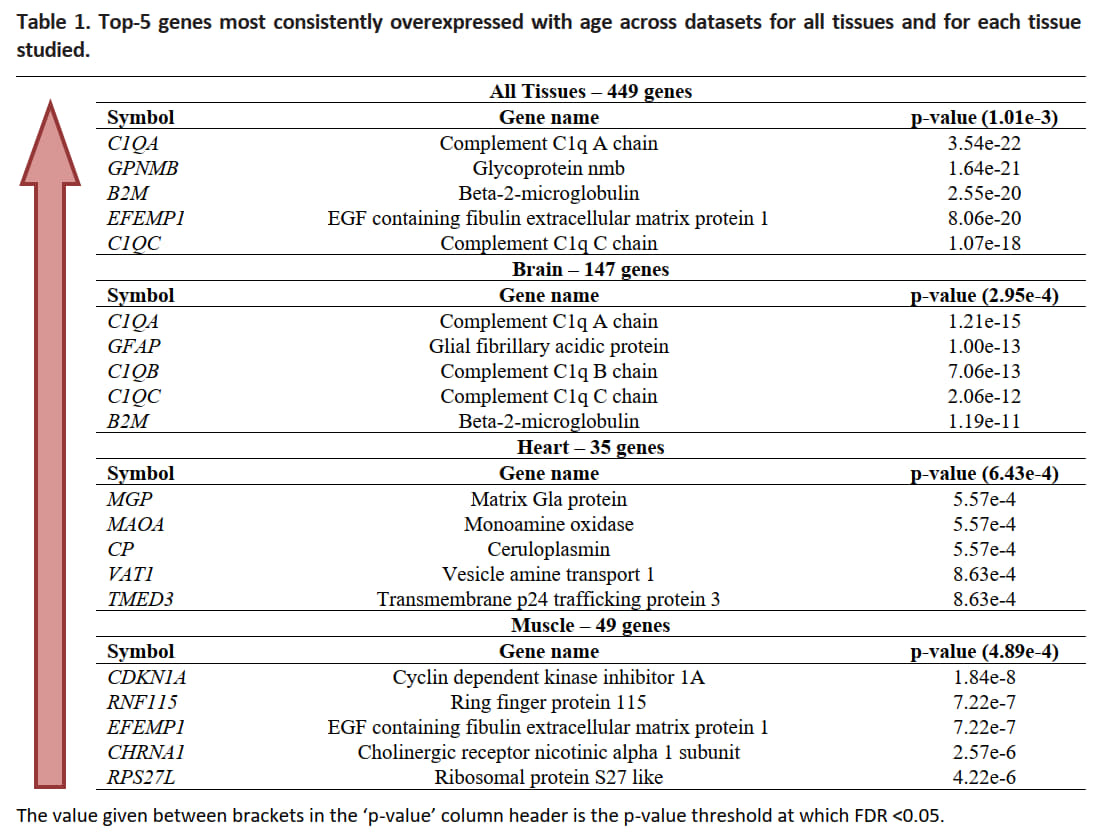 Table 1. Top-5 genes most consistently overexpressed with age across datasets for all tissues and for each tissue
studied.
All Tissues – 449 genes
Symbol Gene name p-value (1.01e-3)
C1QA Complement C1q A chain 3.54e-22
GPNMB Glycoprotein nmb 1.64e-21
B2M Beta-2-microglobulin 2.55e-20
EFEMP1 EGF containing fibulin extracellular matrix protein 1 8.06e-20
C1QC Complement C1q C chain 1.07e-18
Brain – 147 genes
Symbol Gene name p-value (2.95e-4)
C1QA Complement C1q A chain 1.21e-15
GFAP Glial fibrillary acidic protein 1.00e-13
C1QB Complement C1q B chain 7.06e-13
C1QC Complement C1q C chain 2.06e-12
B2M Beta-2-microglobulin 1.19e-11
Heart – 35 genes
Symbol Gene name p-value (6.43e-4)
MGP Matrix Gla protein 5.57e-4
MAOA Monoamine oxidase 5.57e-4
CP Ceruloplasmin 5.57e-4
VAT1 Vesicle amine transport 1 8.63e-4
TMED3 Transmembrane p24 trafficking protein 3 8.63e-4
Muscle – 49 genes
Symbol Gene name p-value (4.89e-4)
CDKN1A Cyclin dependent kinase inhibitor 1A 1.84e-8
RNF115 Ring finger protein 115 7.22e-7
EFEMP1 EGF containing fibulin extracellular matrix protein 1 7.22e-7
CHRNA1 Cholinergic receptor nicotinic alpha 1 subunit 2.57e-6
RPS27L Ribosomal protein S27 like 4.22e-6
The value given between brackets in the ‘p-value’ column header is the p-value threshold at which FDR <0.05.